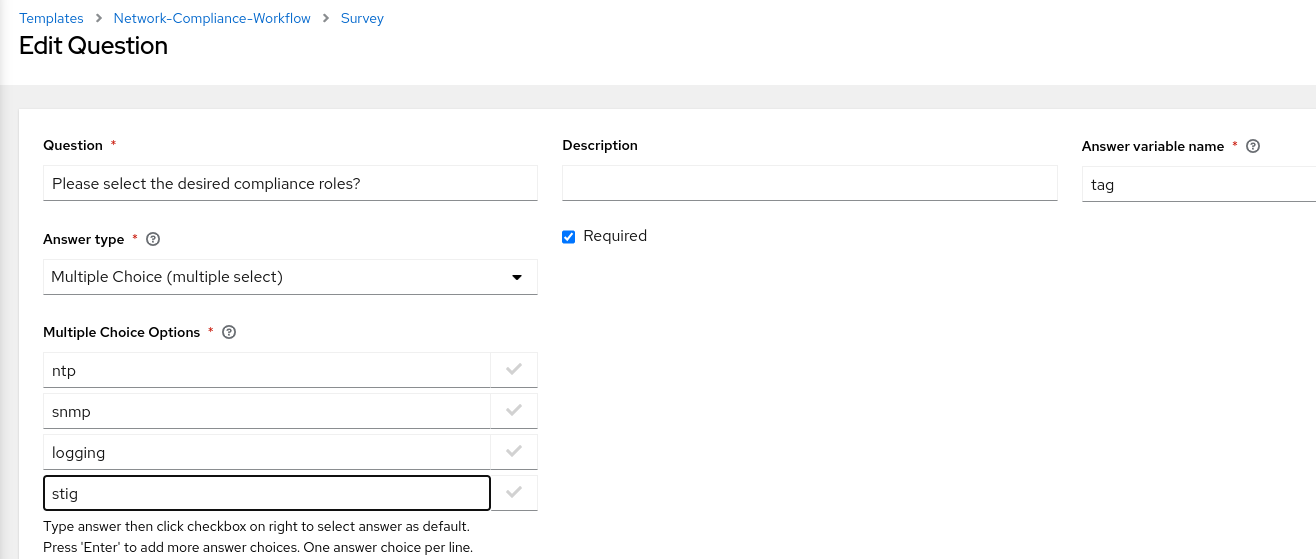 Templates > Network-Compliance-Workflow > Survey
Edit Question
Question *
Description
Answer variable name *
Please select the desired compliance roles?
tag
Answer type *
Required
Multiple Choice (multiple select)
Multiple Choice Options *
ntp
snmp
logging
stig
Type answer then click checkbox on right to select answer as default.
Press 'Enter' to add more answer choices. One answer choice per line.